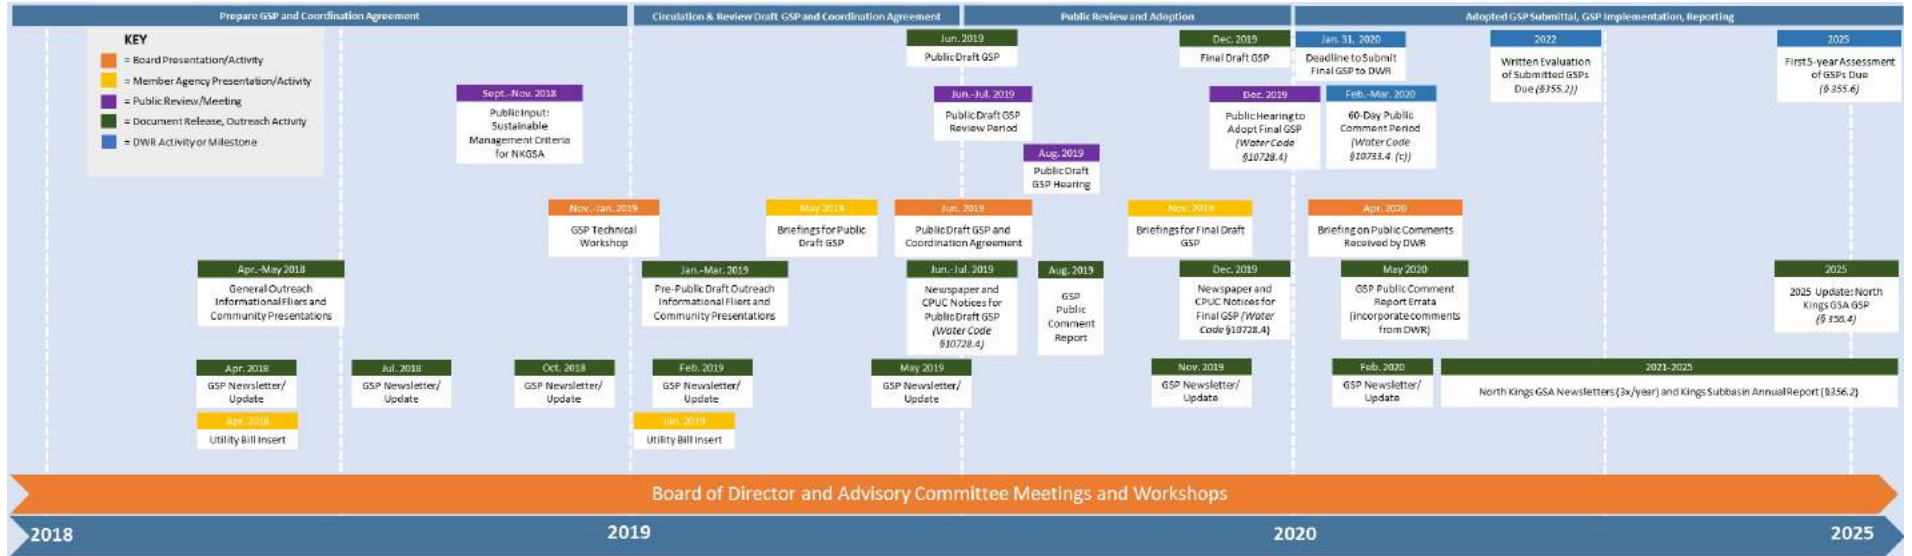 Prepare GSP and Coordination Agreement
Circulation & Review Draft GSP and Coordination Agreement
Public Review and Adoption
Adopted GSP Submittal, GSP Implementation, Reporting
KEY
= Board Presentation/Activity
= Member Agency Presentation/Activity
= Public Review/Meeting
= Document Release, Outreach Activity
= DWR Activity or Milestone
Jun. 2019
Public Draft GSP
Dec. 2019
Final Draft GSP
Jan. 31, 2020
Deadline to Submit
Final GSP to DWR
2022
Written Evaluation
of Submitted GSPs
Due (§355.2))
2025
First 5-year Assessment
of GSPs Due
(§ 355.6)
Sept.-Nov. 2018
Public Input:
Sustainable
Management Criteria
for NKGSA
Jun.-Jul. 2019
Public Draft GSP
Review Period
Dec. 2019
Public Hearing to
Adopt Final GSP
(Water Code
§10728.4)
Feb.-Mar. 2020
60-Day Public
Comment Period
(Water Code
§10733.4 (c))
Aug. 2019
Public Draft
GSP Hearing
Nov.-Jan. 2019
GSP Technical
Workshop
May 2019
Briefings for Public
Draft GSP
Jun. 2019
Public Draft GSP and
Coordination Agreement
Nov. 2019
Briefings for Final Draft
GSP
Apr. 2020
Briefing on Public Comments
Received by DWR
Apr.-May 2018
General Outreach
Informational Fliers and
Community Presentations
Jan.-Mar. 2019
Pre-Public Draft Outreach
Informational Fliers and
Community Presentations
Jun.-Jul. 2019
Newspaper and
CPUC Notices for
Public Draft GSP
(Water Code
§10728.4)
Aug. 2019
GSP
Public
Comment
Report
Dec. 2019
Newspaper and
CPUC Notices for
Final GSP (Water
Code §10728.4)
May 2020
GSP Public Comment
Report Errata
(incorporate comments
from DWR)
2025
2025 Update: North
Kings GSA GSP
(§ 356.4)
Apr. 2018
GSP Newsletter/
Update
Jul. 2018
GSP Newsletter/
Update
Oct. 2018
GSP Newsletter/
Update
Feb. 2019
GSP Newsletter/
Update
May 2019
GSP Newsletter/
Update
Nov. 2019
GSP Newsletter/
Update
Feb. 2020
GSP Newsletter/
Update
2021-2025
North Kings GSA Newsletters (3x/year) and Kings Subbasin Annual Report (§356.2)
Apr. 2018
Utility Bill Insert
Jan. 2019
Utility Bill Insert
Board of Director and Advisory Committee Meetings and Workshops
2018
2019
2020
2025